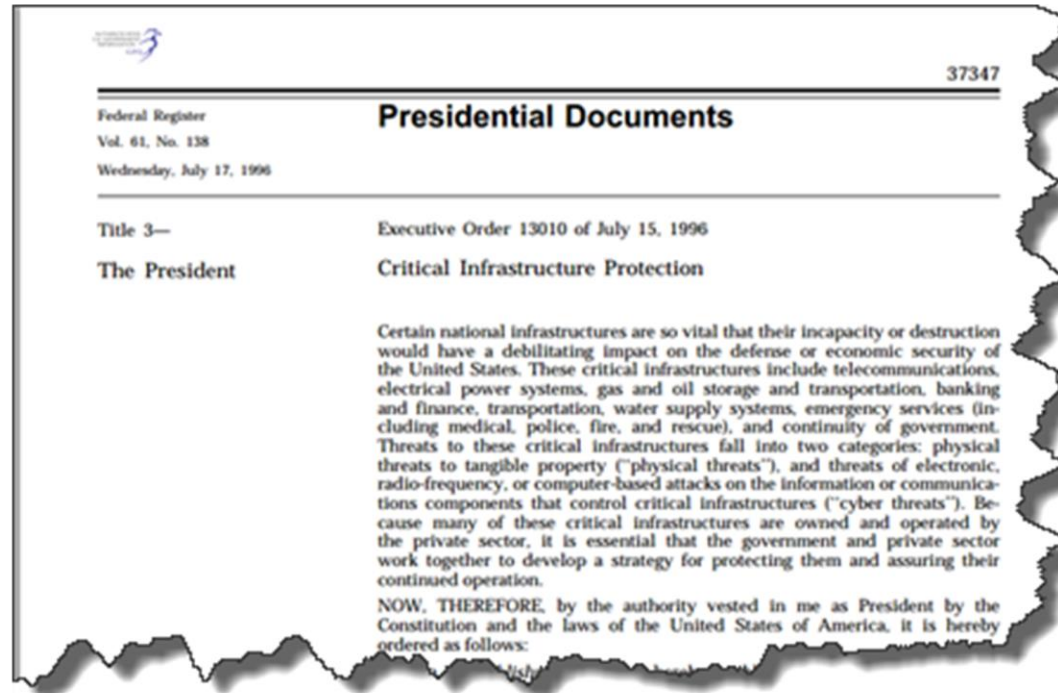 37347
Federal Register
Vol. 61, No. 138
Wednesday, July 17, 1996
Presidential Documents
Title 3—
The President
Executive Order 13010 of July 15, 1996
Critical Infrastructure Protection
Certain national infrastructures are so vital that their incapacity or destruction
would have a debilitating impact on the defense or economic security of
the United States. These critical infrastructures include telecommunications,
electrical power systems, gas and oil storage and transportation, banking
and finance, transportation, water supply systems, emergency services (in-
cluding medical, police, fire, and rescue), and continuity of government.
Threats to these critical infrastructures fall into two categories: physical
threats to tangible property (''physical threats''), and threats of electronic,
radio-frequency, or computer-based attacks on the information or communica-
tions components that control critical infrastructures (''cyber threats''). Be-
cause many of these critical infrastructures are owned and operated by
the private sector, it is essential that the government and private sector
work together to develop a strategy for protecting them and assuring their
continued operation.
NOW, THEREFORE, by the authority vested in me as President by the
Constitution and the laws of the United States of America, it is hereby
ordered as follows: